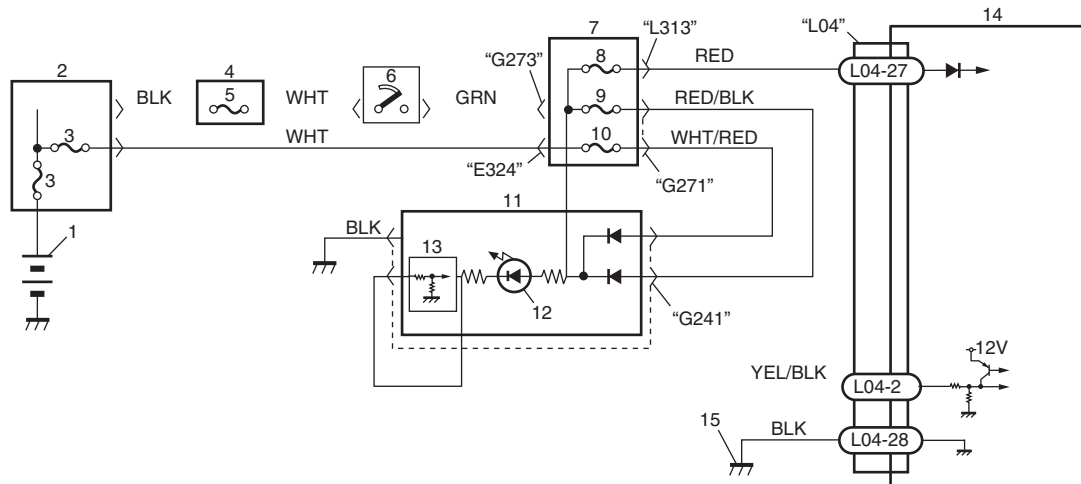 14
"L04"
7
"L313"
2
4
6
"G273"
8
RED
L04-27
BLK
5
WHT
GRN
9
RED/BLK
3
WHT
10
WHT/RED
3
"E324"
"G271"
11
1
BLK
13
12
"G241"
12V
YEL/BLK
L04-2
15
BLK
L04-28